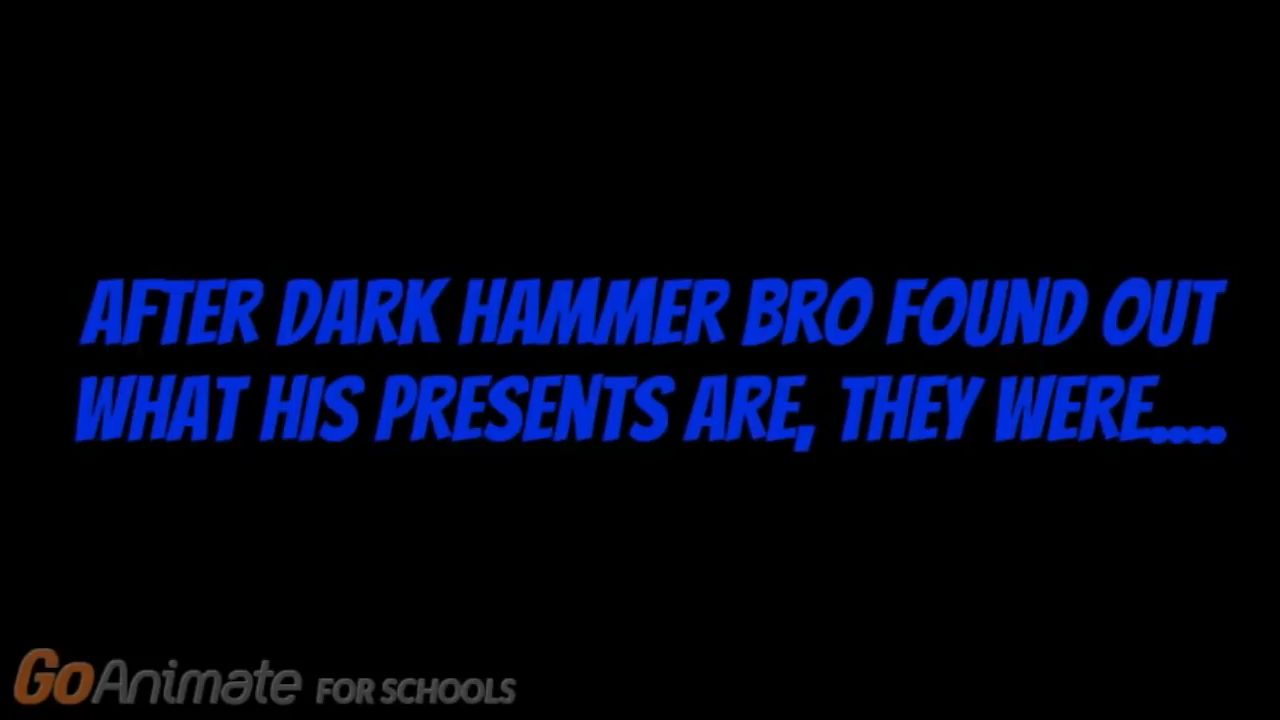 AFTER DARK HAMMER BRO FOUND OUT
WHAT HIS PRESENTS ARE, THEY WERE....
GoAnimate FOR SCHOOLS